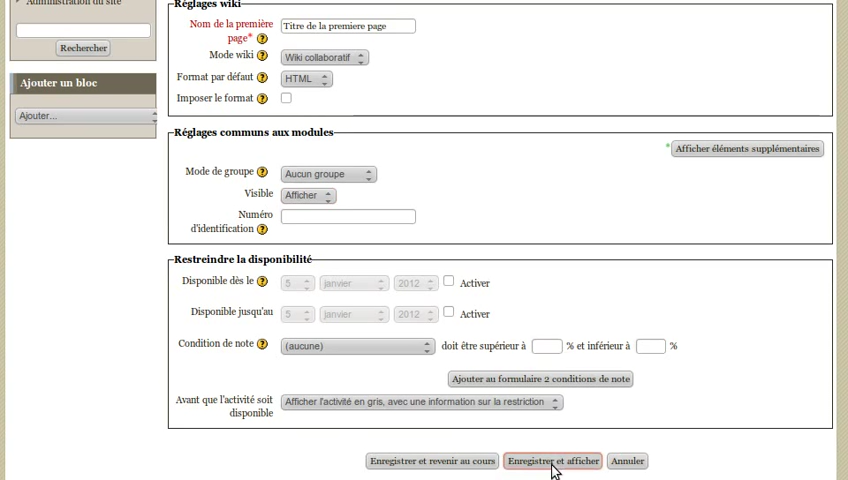 Administration du site
Rechercher
Ajouter un bloc
Ajouter...
Réglages wiki
Nom de la première page* Titre de la premiere page
Mode wiki Wiki collaboratif
Format par défaut HTML
Imposer le format
Réglages communs aux modules
* Afficher éléments supplémentaires
Mode de groupe Aucun groupe
Visible Afficher
Numéro d'identification
Restreindre la disponibilité
Disponible dès le 5 janvier 2012 Activer
Disponible jusqu'au 5 janvier 2012 Activer
Condition de note (aucune) doit être supérieur à % et inférieur à %
Ajouter au formulaire 2 conditions de note
Avant que l'activité soit disponible Afficher l'activité en gris, avec une information sur la restriction
Enregistrer et revenir au cours Enregistrer et afficher Annuler